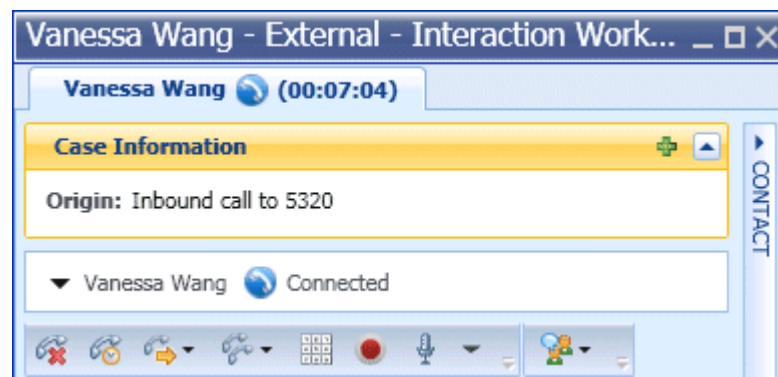 Vanessa Wang - External - Interaction Work...
Vanessa Wang (00:07:04)
Case Information
Origin: Inbound call to 5320
CONTACT
Vanessa Wang Connected